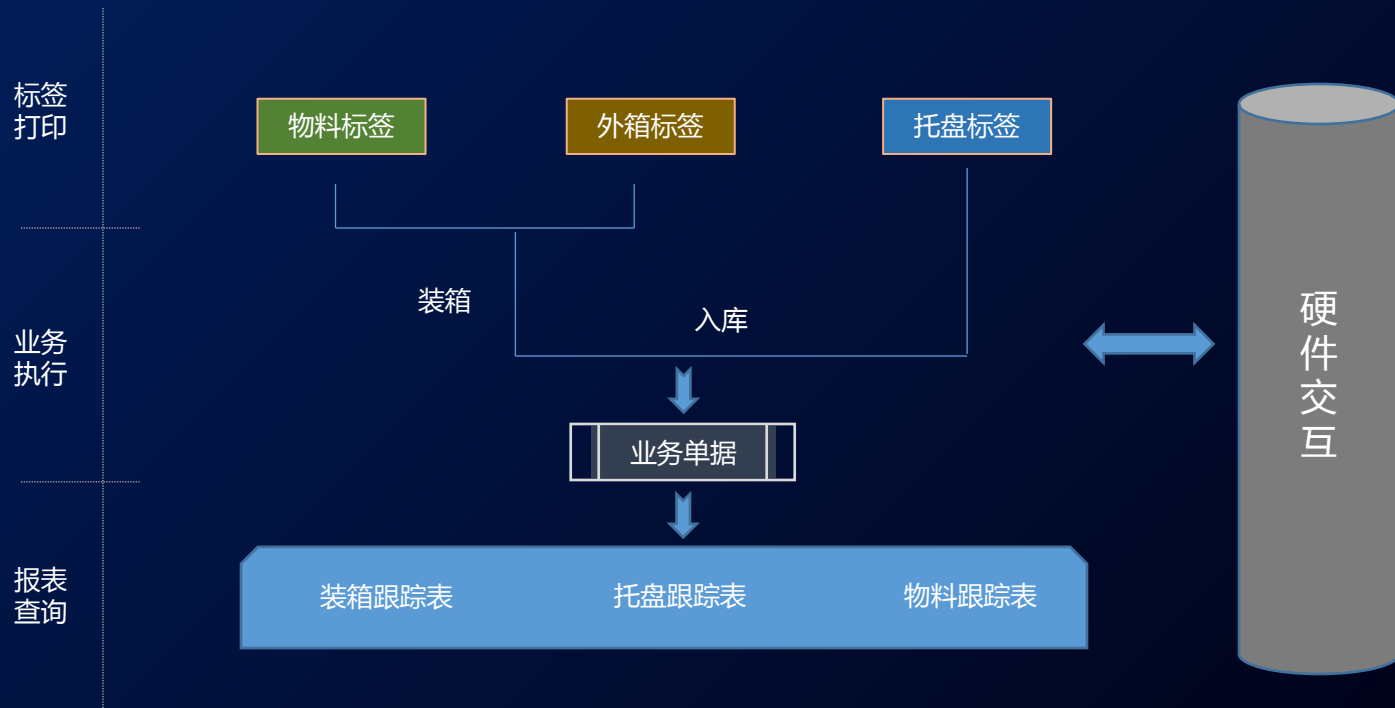 标签
打印
物料标签
外箱标签
托盘标签
业务
执行
装箱
入库
业务单据
硬
件
交
互
报表
查询
装箱跟踪表
托盘跟踪表
物料跟踪表